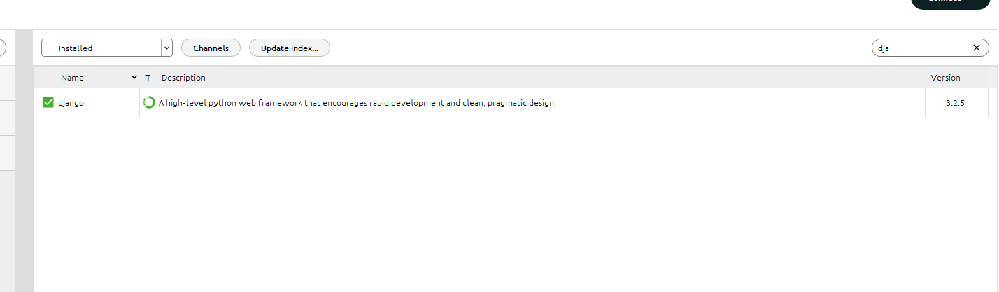 Installed
Channels
Update index...
dja
Name
T
Description
Version
django
A high-level python web framework that encourages rapid development and clean, pragmatic design.
3.2.5